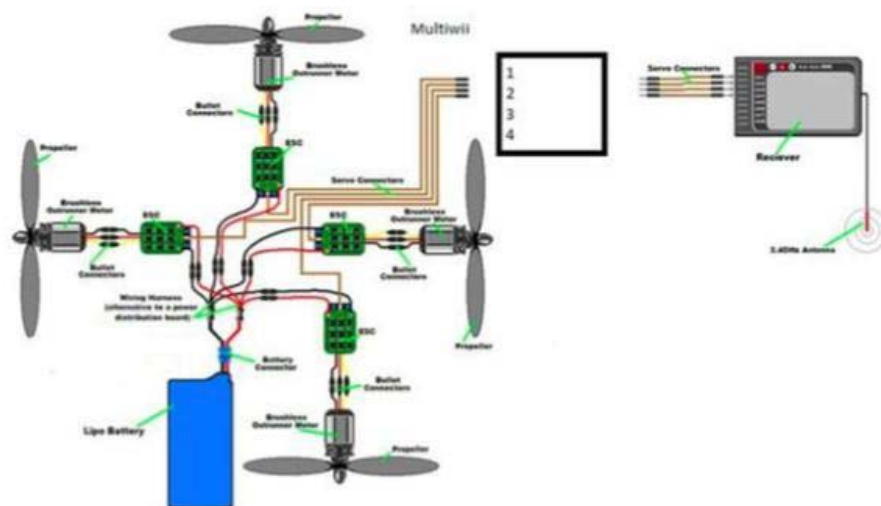 Propeller
Multiwii
Brushless
Outrunner Motor
Servo Connectors
1
2
3
4
Bullet
Connectors
ESC
Reciever
Propeller
Servo Connectors
Brushless
Outrunner Motor
ESC
ESC
Brushless
Outrunner Motor
Bullet
Connectors
Bullet
Connectors
2.4GHz Antenna
Wiring Harness
(alternative to a power
distribution board)
ESC
Propeller
Battery
Connector
Bullet
Connectors
Lipo Battery
Brushless
Outrunner Motor
Propeller